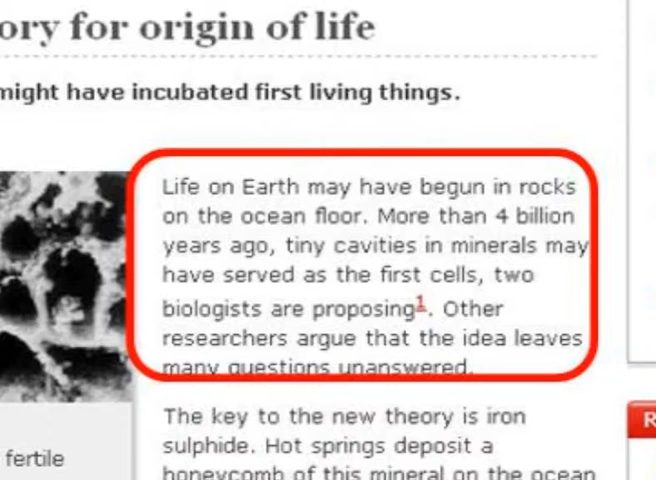 ory for origin of life
might have incubated first living things.
Life on Earth may have begun in rocks
on the ocean floor. More than 4 billion
years ago, tiny cavities in minerals may
have served as the first cells, two
biologists are proposing1. Other
researchers argue that the idea leaves
many questions unanswered.
The key to the new theory is iron
sulphide. Hot springs deposit a
honeycomb of this mineral on the ocean
fertile
R